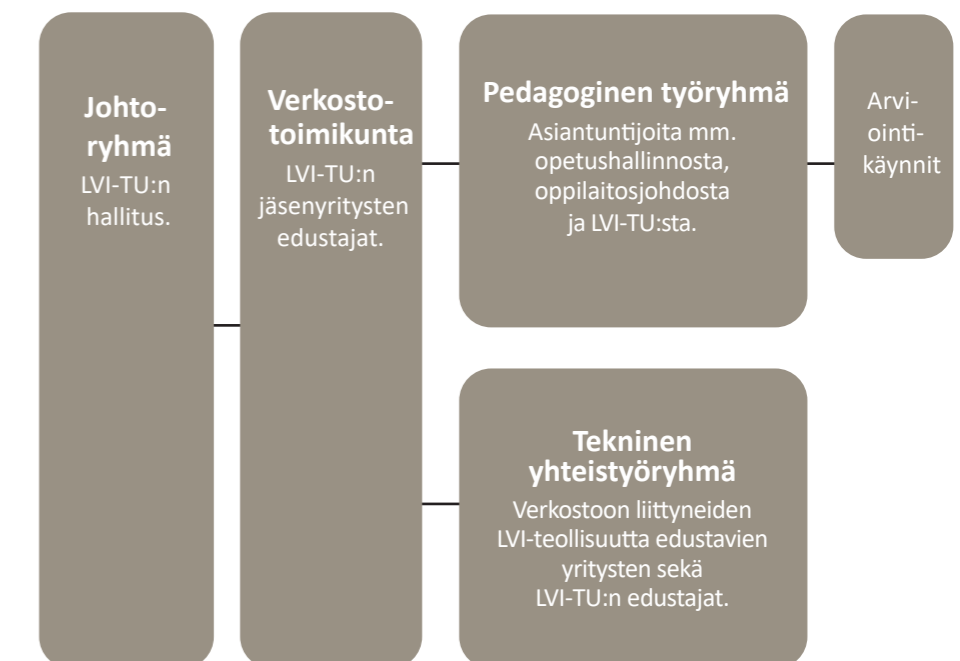 Johto-
ryhmä
LVI-TU:n
hallitus.
Verkosto-
toimikunta
LVI-TU:n
jäsenyritysten
edustajat.
Pedagoginen työryhmä
Asiantuntijoita mm.
opetushallinnosta,
oppilaitosjohdosta
ja LVI-TU:sta.
Arvi-
ointi-
käynnit
Tekninen
yhteistyöryhmä
Verkostoon liittyneiden
LVI-teollisuutta edustavien
yritysten sekä
LVI-TU:n edustajat.